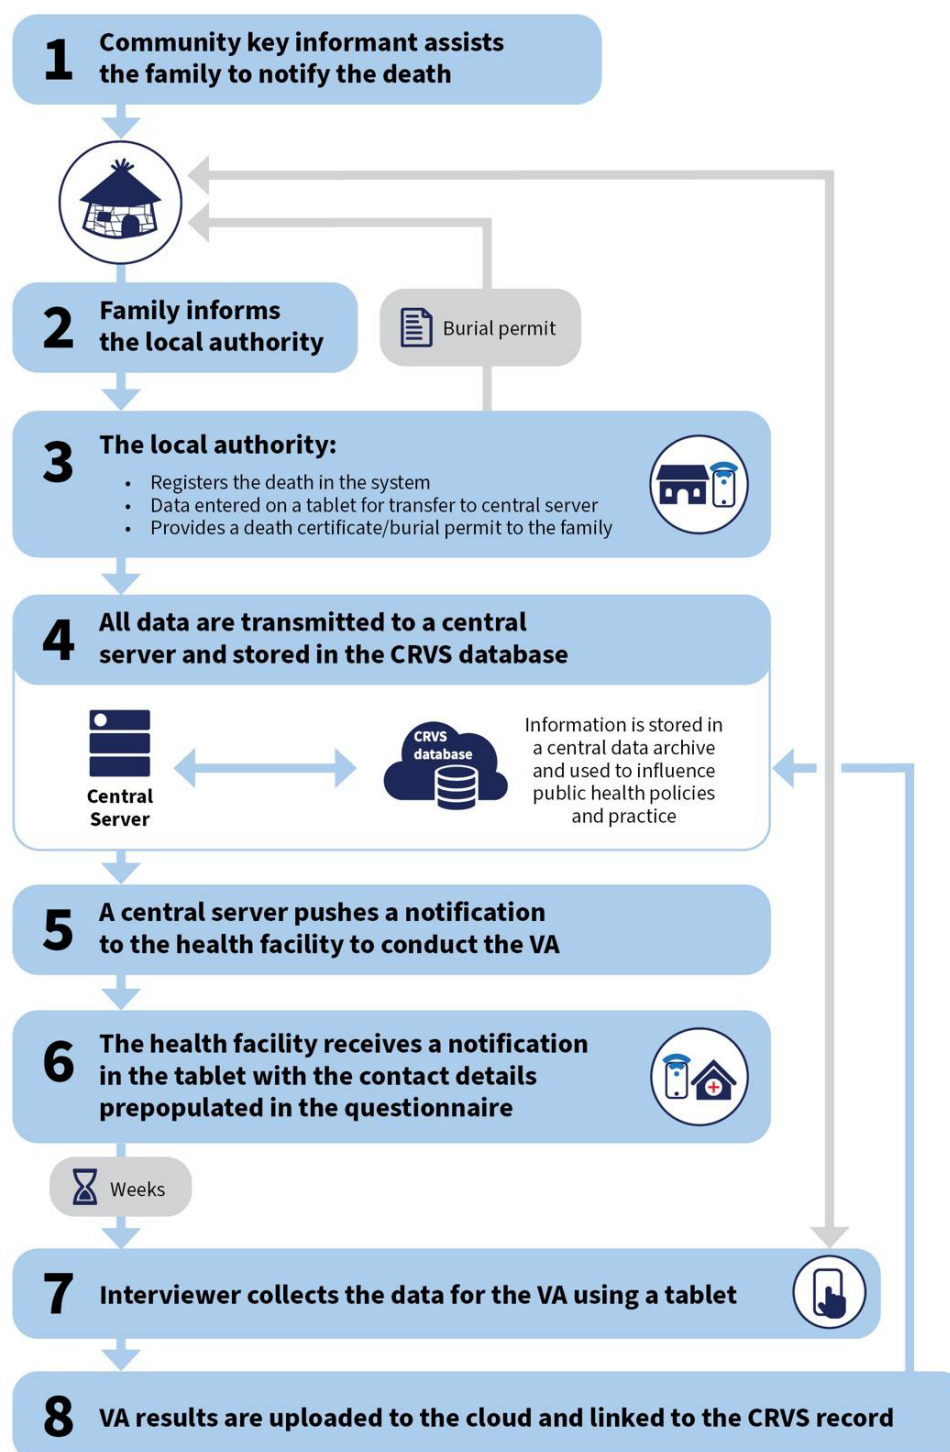 1
Community key informant assists
the family to notify the death
2
Family informs
the local authority
Burial permit
3
The local authority:
• Registers the death in the system
• Data entered on a tablet for transfer to central server
• Provides a death certificate/burial permit to the family
4
All data are transmitted to a central
server and stored in the CRVS database
Central
Server
CRVS
database
Information is stored in
a central data archive
and used to influence
public health policies
and practice
5
A central server pushes a notification
to the health facility to conduct the VA
6
The health facility receives a notification
in the tablet with the contact details
prepopulated in the questionnaire
Weeks
7
Interviewer collects the data for the VA using a tablet
8
VA results are uploaded to the cloud and linked to the CRVS record